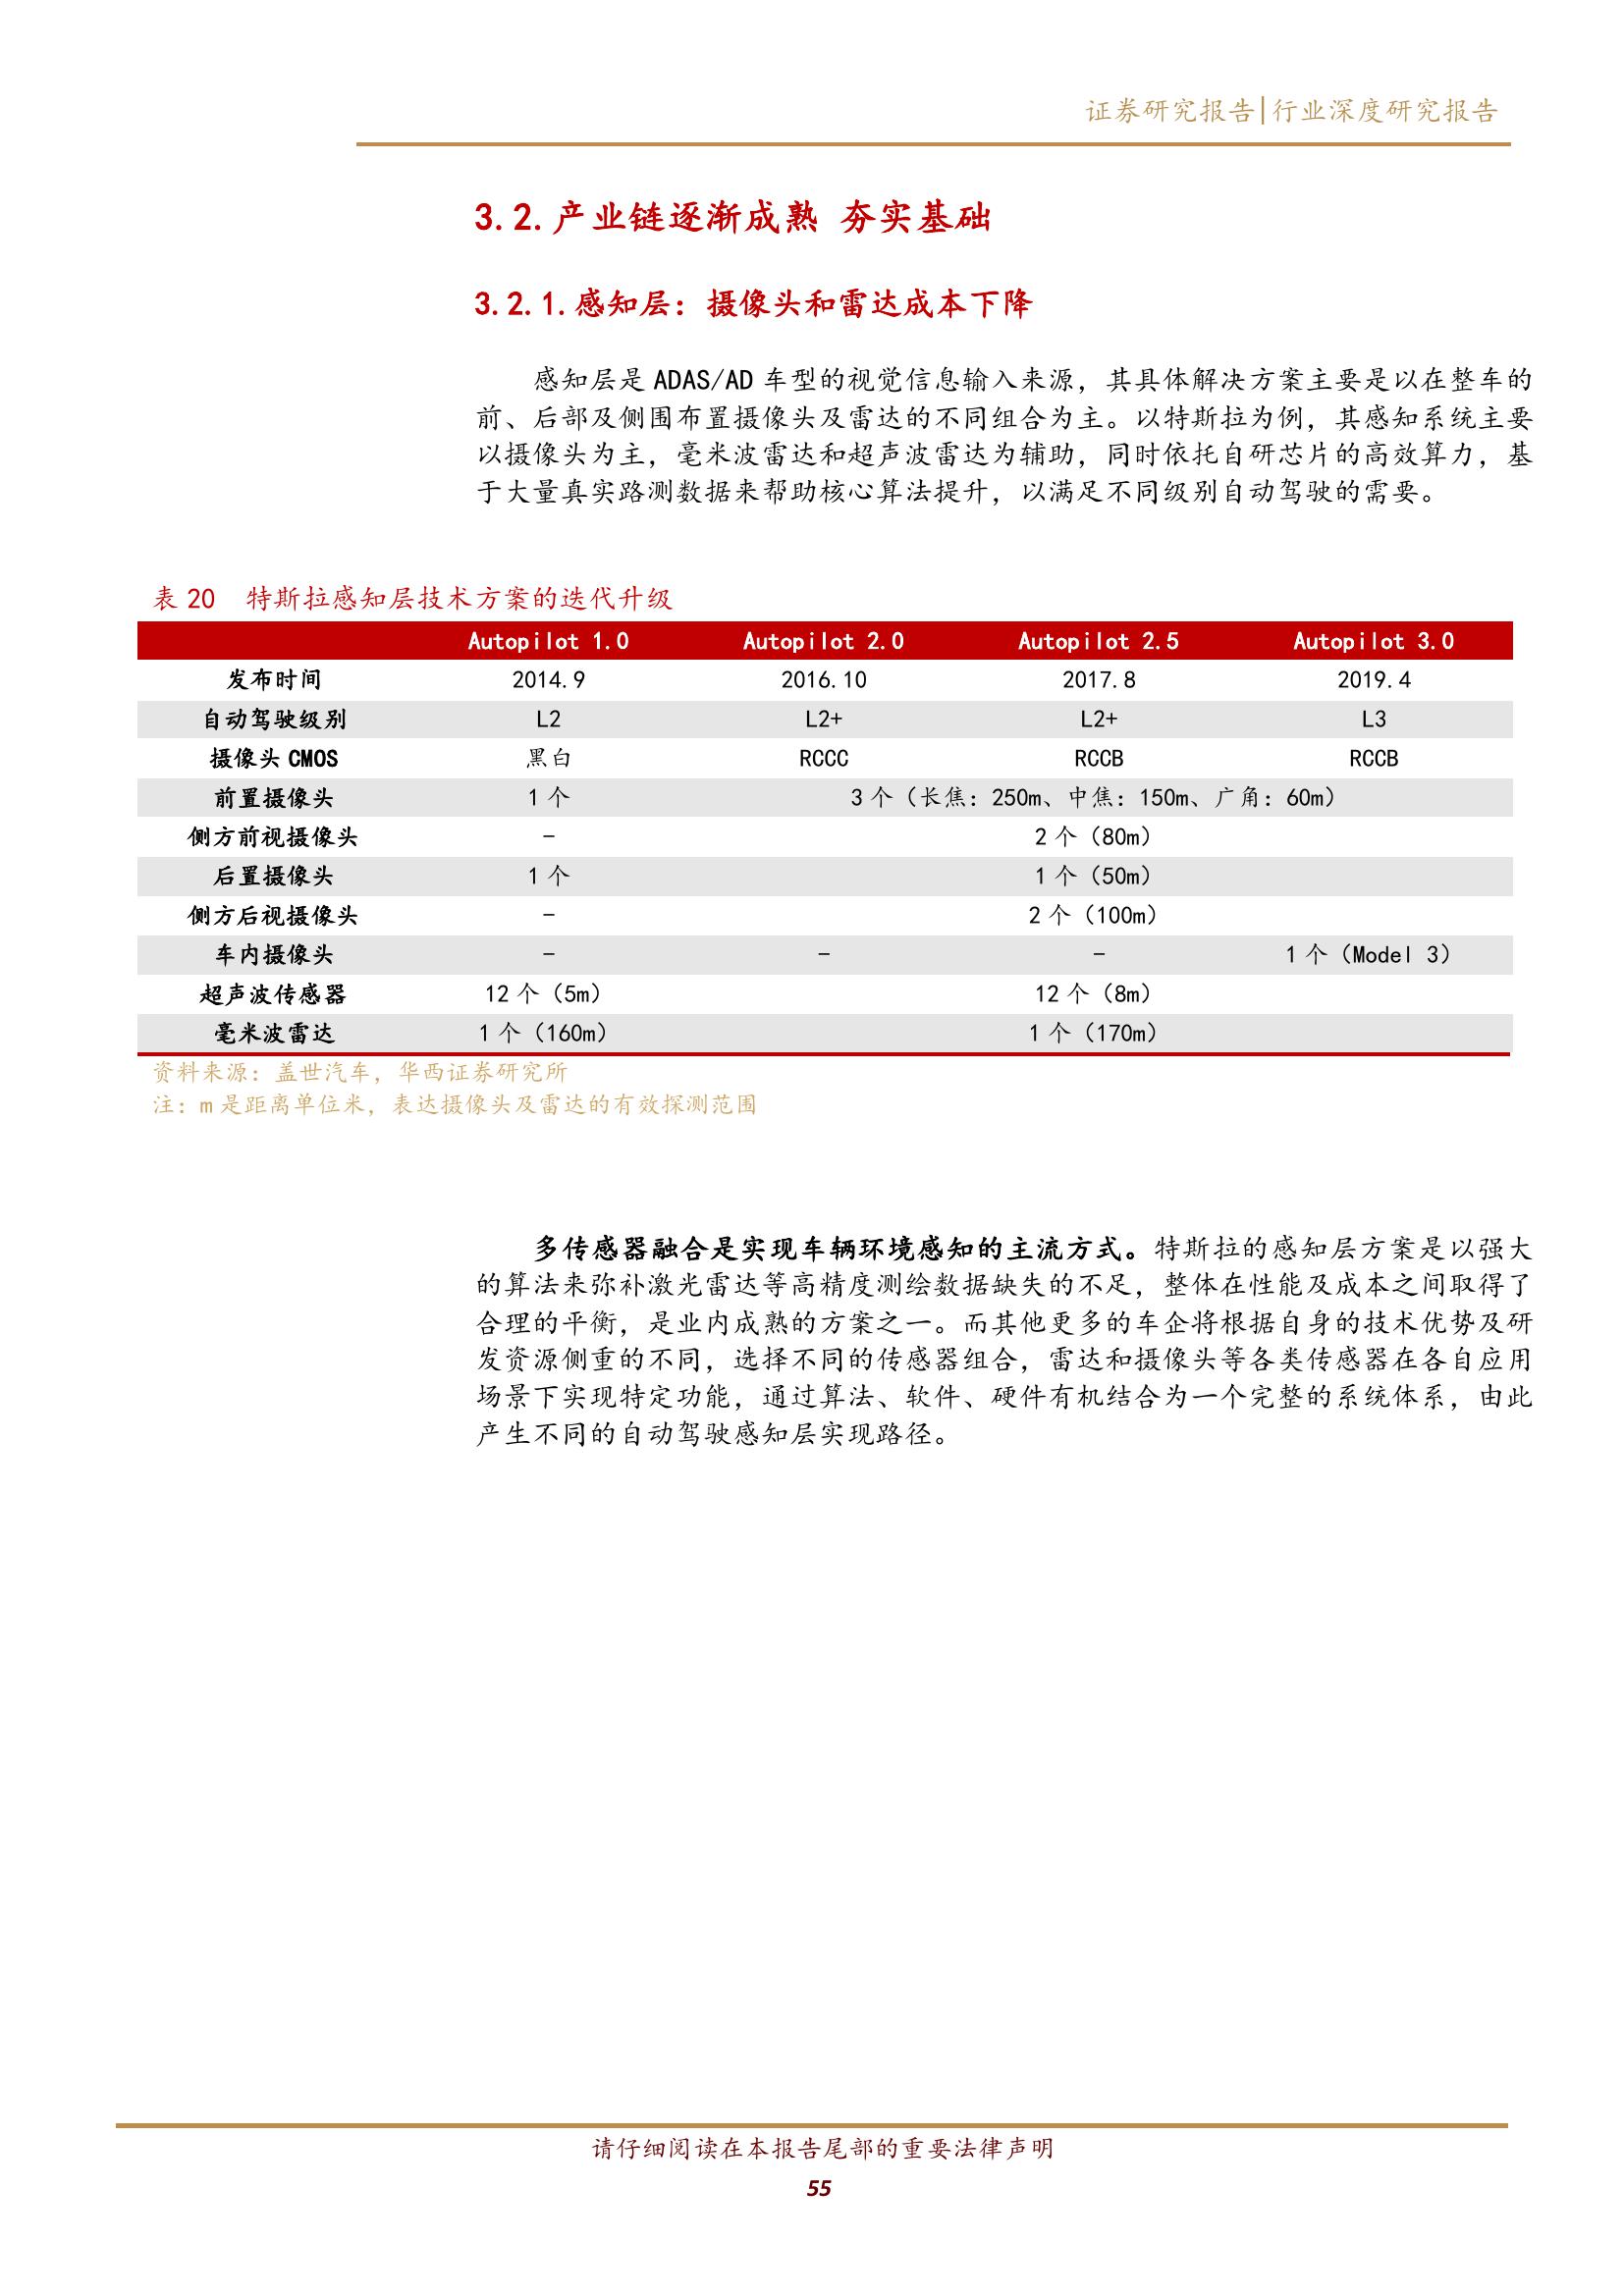 证券研究报告|行业深度研究报告
3.2.产业链逐渐成熟 夯实基础
3.2.1.感知层：摄像头和雷达成本下降
感知层是 ADAS/AD 车型的视觉信息输入来源，其具体解决方案主要是以在整车的
前、后部及侧围布置摄像头及雷达的不同组合为主。以特斯拉为例，其感知系统主要
以摄像头为主，毫米波雷达和超声波雷达为辅助，同时依托自研芯片的高效算力，基
于大量真实路测数据来帮助核心算法提升，以满足不同级别自动驾驶的需要。
表 20 特斯拉感知层技术方案的迭代升级
Autopilot 1.0 Autopilot 2.0 Autopilot 2.5 Autopilot 3.0
发布时间 2014.9 2016.10 2017.8 2019.4
自动驾驶级别 L2 L2+ L2+ L3
摄像头 CMOS 黑白 RCCC RCCB RCCB
前置摄像头 1 个 3 个（长焦：250m、中焦：150m、广角：60m）
侧方前视摄像头 - 2 个（80m）
后置摄像头 1 个 1 个（50m）
侧方后视摄像头 - 2 个（100m）
车内摄像头 - - - 1 个（Model 3）
超声波传感器 12 个（5m） 12 个（8m）
毫米波雷达 1 个（160m） 1 个（170m）
资料来源：盖世汽车，华西证券研究所
注：m 是距离单位米，表达摄像头及雷达的有效探测范围
多传感器融合是实现车辆环境感知的主流方式。特斯拉的感知层方案是以强大
的算法来弥补激光雷达等高精度测绘数据缺失的不足，整体在性能及成本之间取得了
合理的平衡，是业内成熟的方案之一。而其他更多的车企将根据自身的技术优势及研
发资源侧重的不同，选择不同的传感器组合，雷达和摄像头等各类传感器在各自应用
场景下实现特定功能，通过算法、软件、硬件有机结合为一个完整的系统体系，由此
产生不同的自动驾驶感知层实现路径。
请仔细阅读在本报告尾部的重要法律声明
55